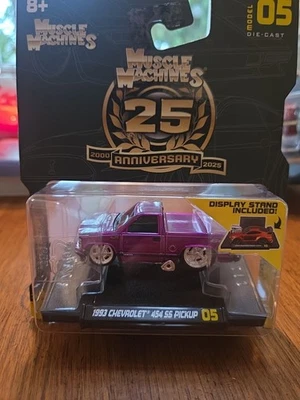 8+
MUSCLE
MACHINES
MODEL
05
DIE-CAST
MUSCLE
MACHINES
25
2000 ANNIVERSARY 2025
DISPLAY STAND
INCLUDED!
1993 CHEVROLET® 454 SS PICKUP 05